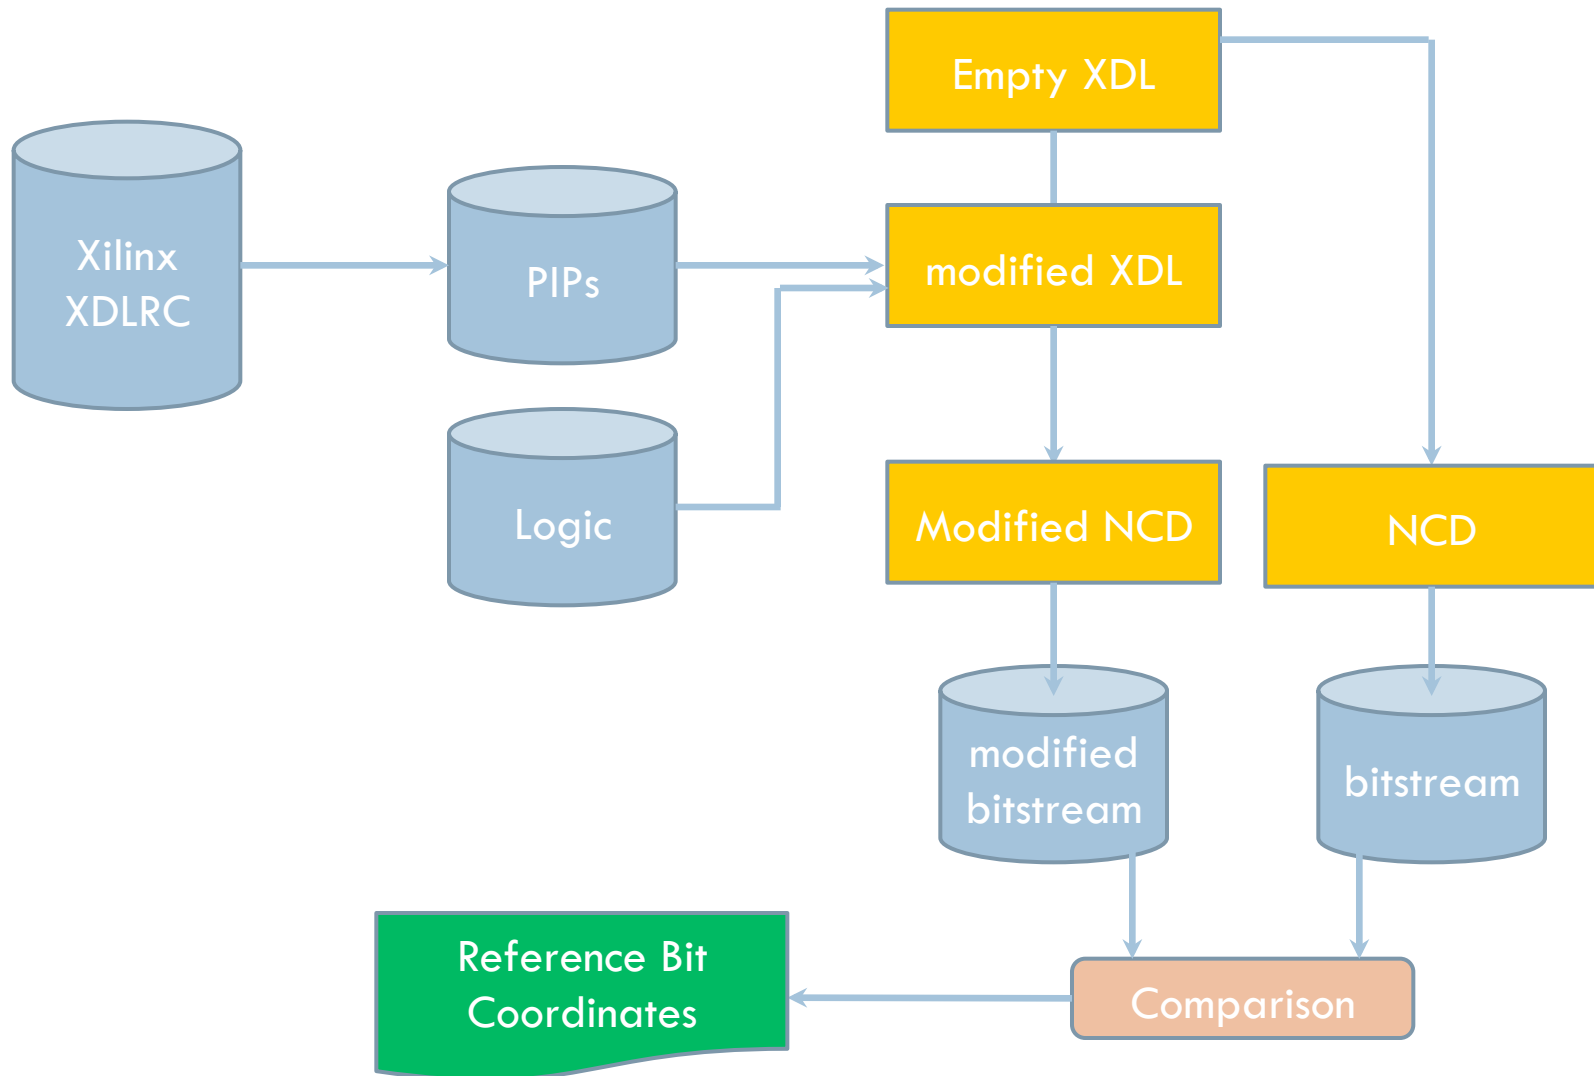 Empty XDL
Xilinx
XDLRC
PIPs
modified XDL
Logic
Modified NCD
NCD
modified
bitstream
bitstream
Reference Bit
Coordinates
Comparison